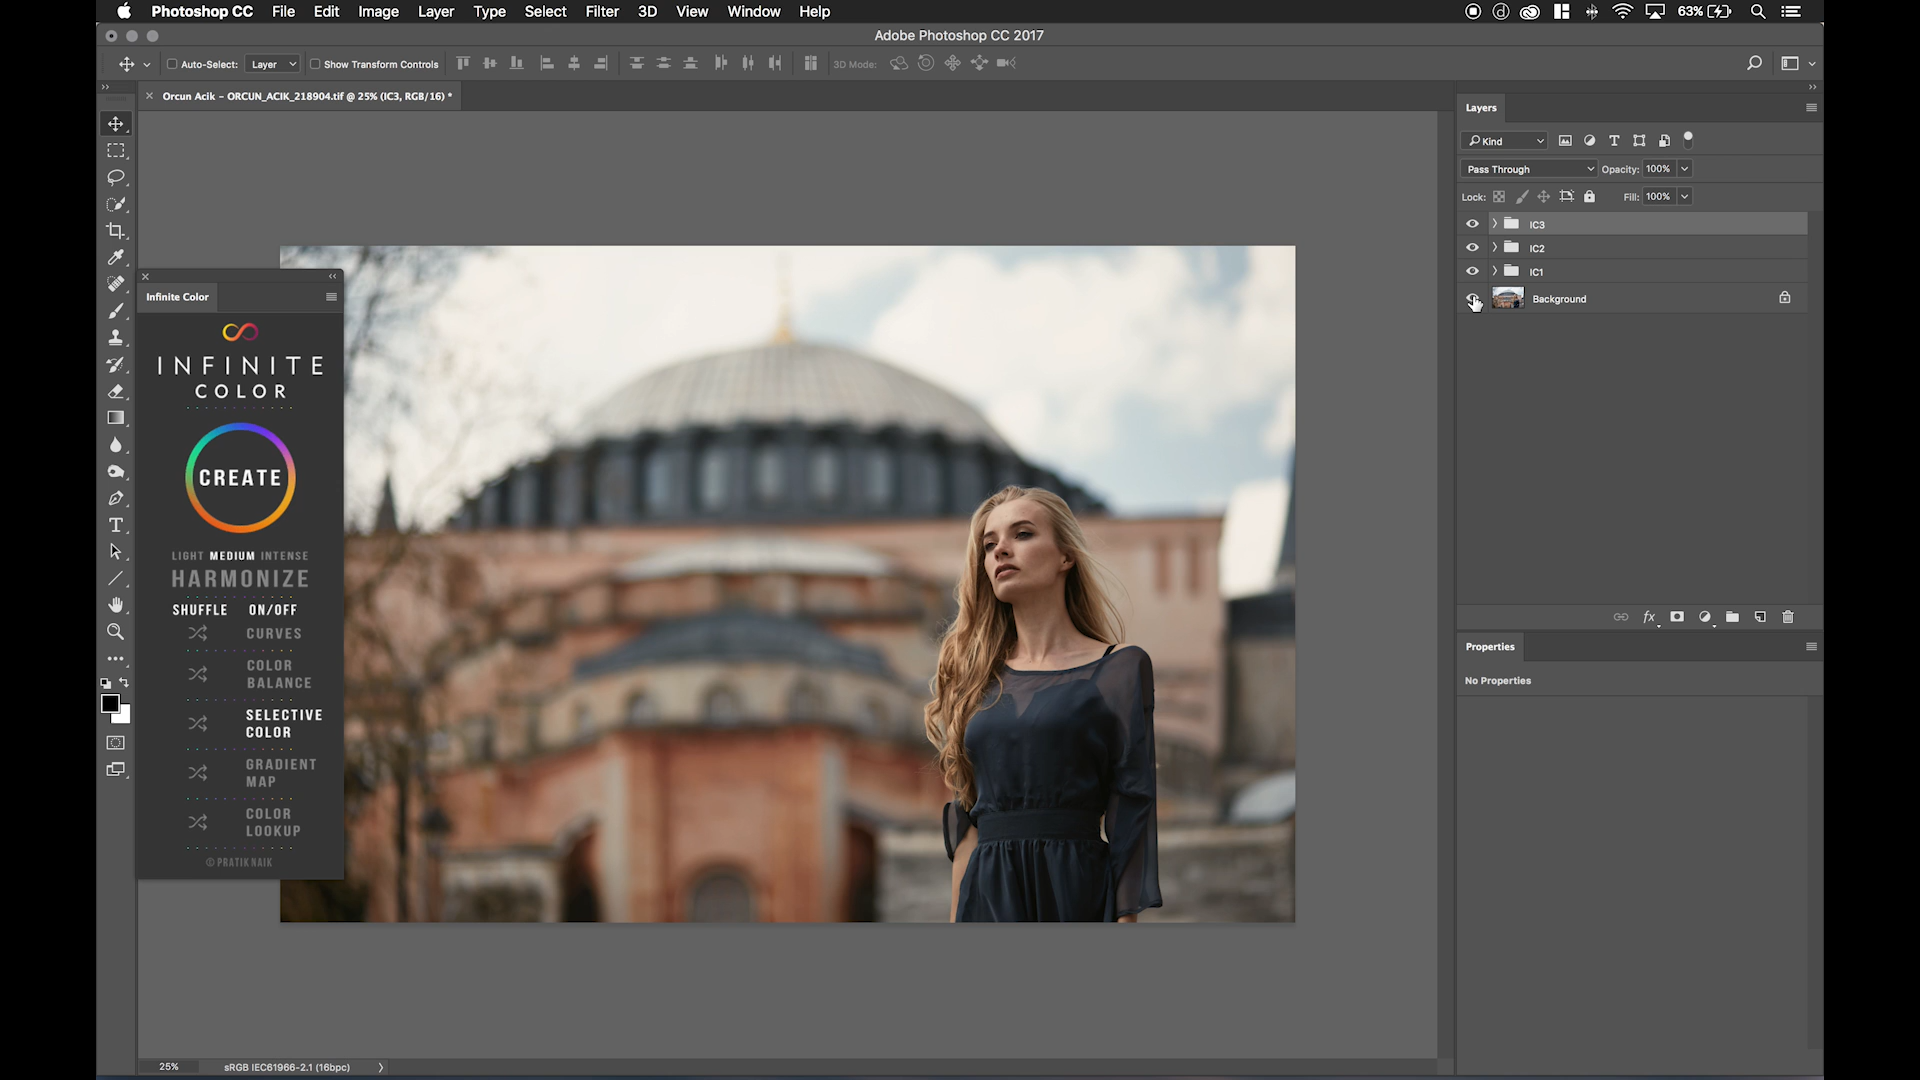 Photoshop CC File Edit Image Layer Type Select Filter 3D View Window Help 63%
Adobe Photoshop CC 2017
Auto-Select: Layer Show Transform Controls 3D Mode:
Orcun Acik - ORCUN_ACIK_218904.tif @ 25% (IC3, RGB/16) *
Infinite Color
INFINITE
COLOR
CREATE
LIGHT MEDIUM INTENSE
HARMONIZE
SHUFFLE ON/OFF
CURVES
COLOR
BALANCE
SELECTIVE
COLOR
GRADIENT
MAP
COLOR
LOOKUP
© PRATIK NAIK
25% sRGB IEC61966-2.1 (16bpc)
Layers
Kind
Pass Through Opacity: 100%
Lock: Fill: 100%
IC3
IC2
IC1
Background
fx
Properties
No Properties